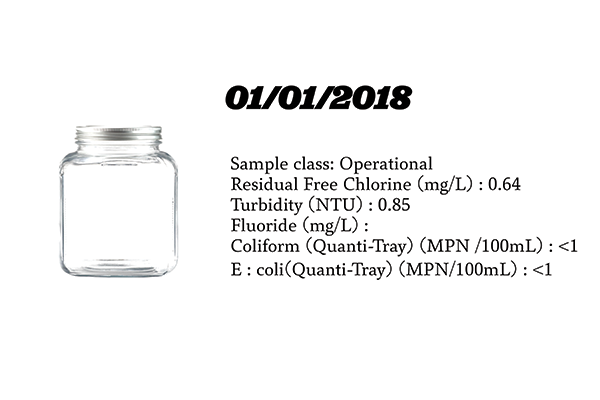 01/01/2018
Sample class: Operational
Residual Free Chlorine (mg/L) : 0.64
Turbidity (NTU) : 0.85
Fluoride (mg/L) :
Coliform (Quanti-Tray) (MPN /100mL) : <1
E : coli(Quanti-Tray) (MPN/100mL) : <1